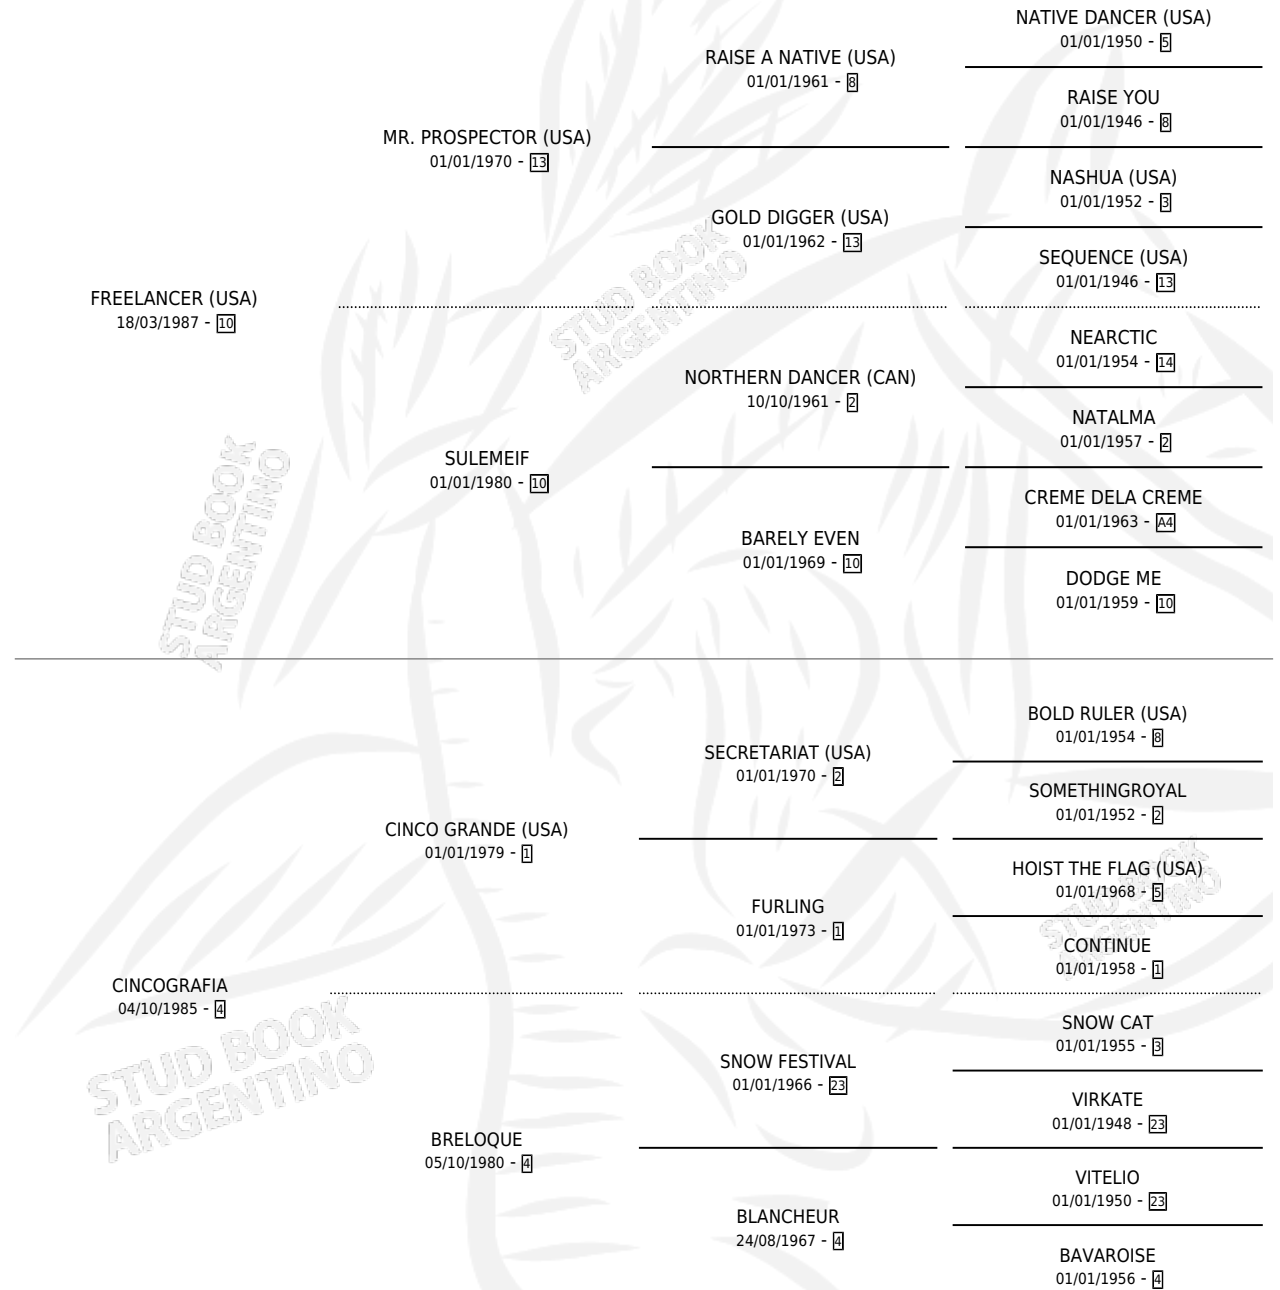 NATIVE DANCER (USA)
01/01/1950 - 5
RAISE A NATIVE (USA)
01/01/1961 - 8
RAISE YOU
01/01/1946 - 8
MR. PROSPECTOR (USA)
01/01/1970 - 13
NASHUA (USA)
01/01/1952 - 3
GOLD DIGGER (USA)
01/01/1962 - 13
SEQUENCE (USA)
01/01/1946 - 13
FREELANCER (USA)
18/03/1987 - 10
STUD BOOK
ARGENTINO
NEARCTIC
01/01/1954 - 14
NORTHERN DANCER (CAN)
10/10/1961 - 2
NATALMA
01/01/1957 - 2
SULEMEIF
01/01/1980 - 10
CREME DELA CREME
01/01/1963 - A4
BARELY EVEN
01/01/1969 - 10
DODGE ME
01/01/1959 - 10
STUD BOOK
ARGENTINO
BOLD RULER (USA)
01/01/1954 - 8
SECRETARIAT (USA)
01/01/1970 - 2
SOMETHINGROYAL
01/01/1952 - 2
CINCO GRANDE (USA)
01/01/1979 - 1
HOIST THE FLAG (USA)
01/01/1968 - 5
FURLING
01/01/1973 - 1
STUD BOOK
ARGENTINO
CONTINUE
01/01/1958 - 1
CINCOGRAFIA
04/10/1985 - 4
SNOW CAT
01/01/1955 - 3
SNOW FESTIVAL
01/01/1966 - 23
STUD BOOK
ARGENTINO
VIRKATE
01/01/1948 - 23
BRELOQUE
05/10/1980 - 4
VITELIO
01/01/1950 - 23
BLANCHEUR
24/08/1967 - 4
BAVAROISE
01/01/1956 - 4